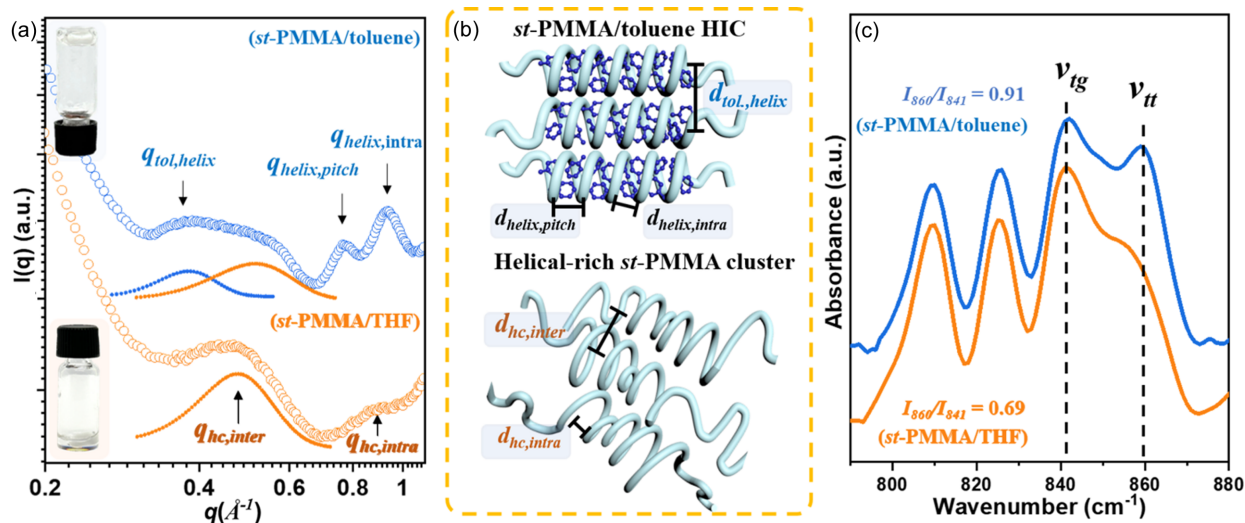 (a)
(st-PMMA/toluene)
q_tol,helix
q_helix,pitch
q_helix,intra
(st-PMMA/THF)
q_hc,inter
q_hc,intra
I(q) (a.u.)
0.2
0.4
0.6
0.8
1
q(Å⁻¹)
(b)
st-PMMA/toluene HIC
d_tol.,helix
d_helix,pitch
d_helix,intra
Helical-rich st-PMMA cluster
d_hc,inter
d_hc,intra
(c)
ν_tg
ν_tt
I₈₆₀/I₈₄₁ = 0.91
(st-PMMA/toluene)
I₈₆₀/I₈₄₁ = 0.69
(st-PMMA/THF)
Absorbance (a.u.)
800
820
840
860
880
Wavenumber (cm⁻¹)